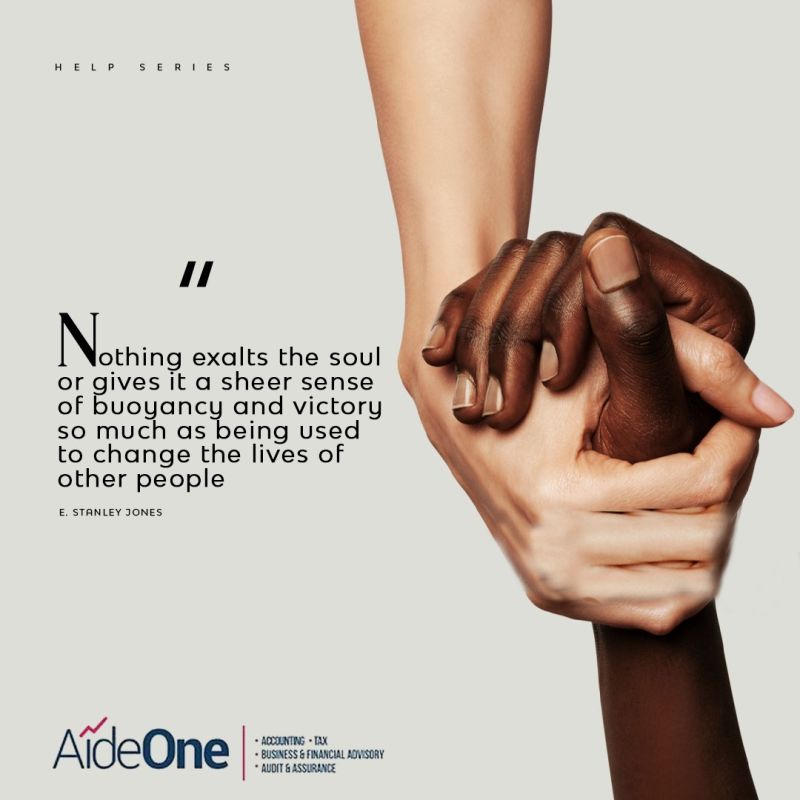 HELP SERIES
"
Nothing exalts the soul
or gives it a sheer sense
of buoyancy and victory
so much as being used
to change the lives of
other people
E. STANLEY JONES
AideOne
• ACCOUNTING • TAX
• BUSINESS & FINANCIAL ADVISORY
• AUDIT & ASSURANCE